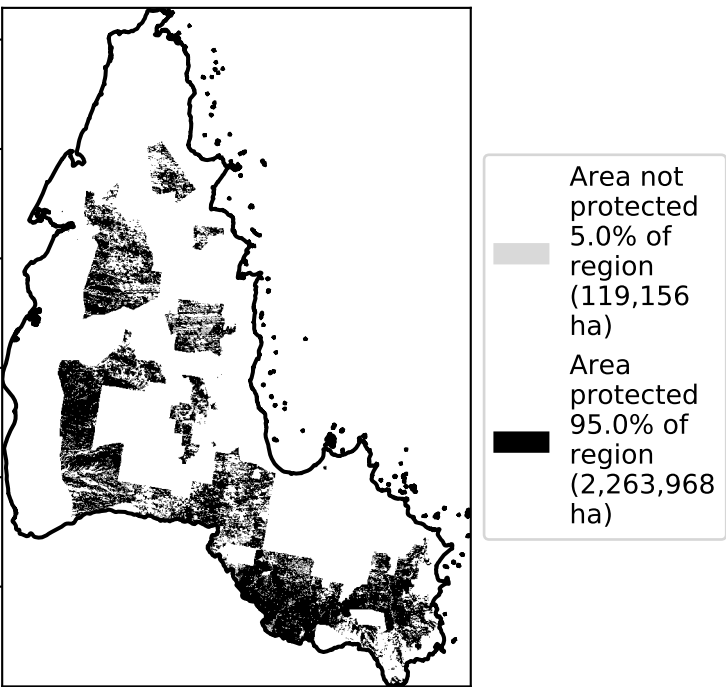 Area not
protected
5.0% of
region
(119,156
ha)
Area
protected
95.0% of
region
(2,263,968
ha)